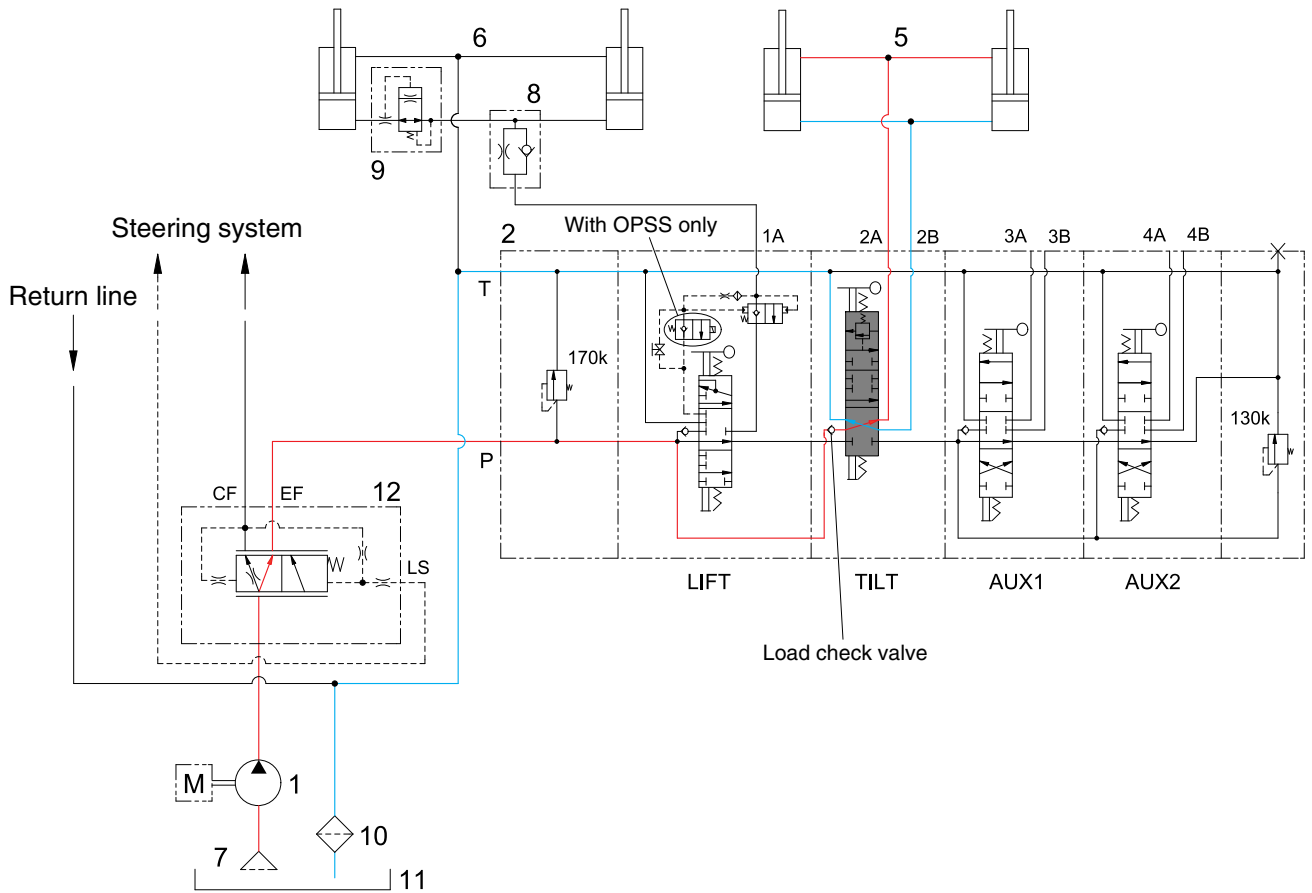 6
5
8
9
Steering system
With OPSS only
2
1A
2A
2B
3A
3B
4A
4B
Return line
T
170k
130k
P
CF
EF
12
LS
LIFT
TILT
AUX1
AUX2
Load check valve
M
1
10
7
11